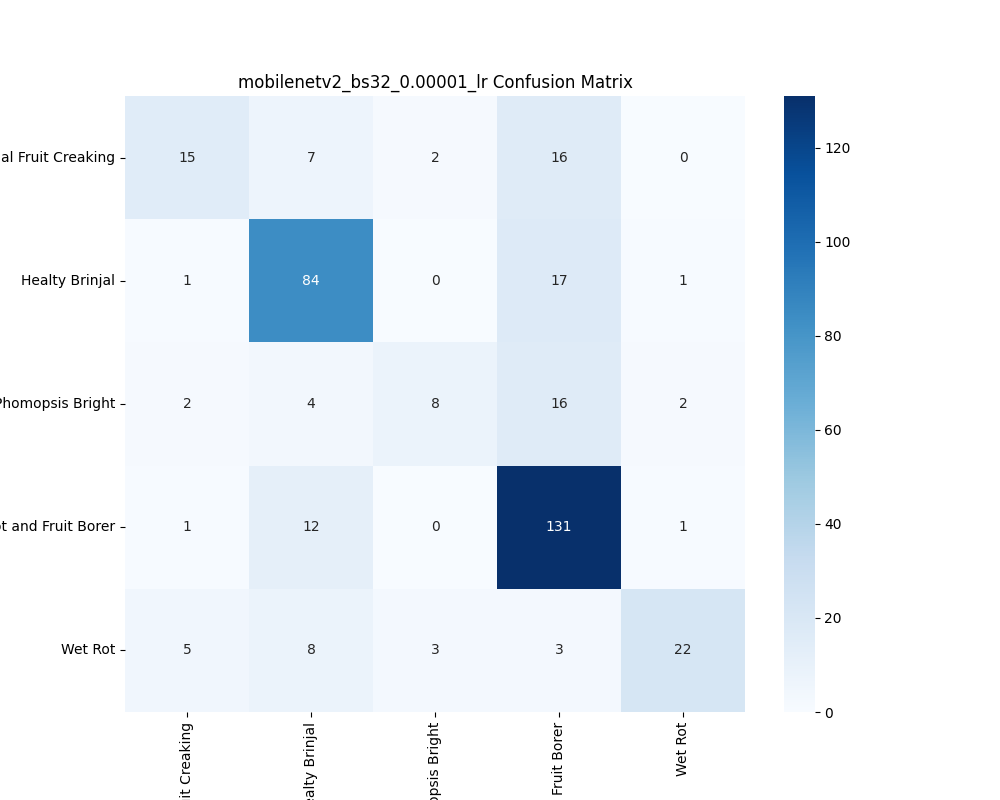 mobilenetv2_bs32_0.00001_lr Confusion Matrix
al Fruit Creaking 15 7 2 16 0
Healty Brinjal 1 84 0 17 1
Phomopsis Bright 2 4 8 16 2
ot and Fruit Borer 1 12 0 131 1
Wet Rot 5 8 3 3 22
it Creaking
ealty Brinjal
opsis Bright
Fruit Borer
Wet Rot
120
100
80
60
40
20
0